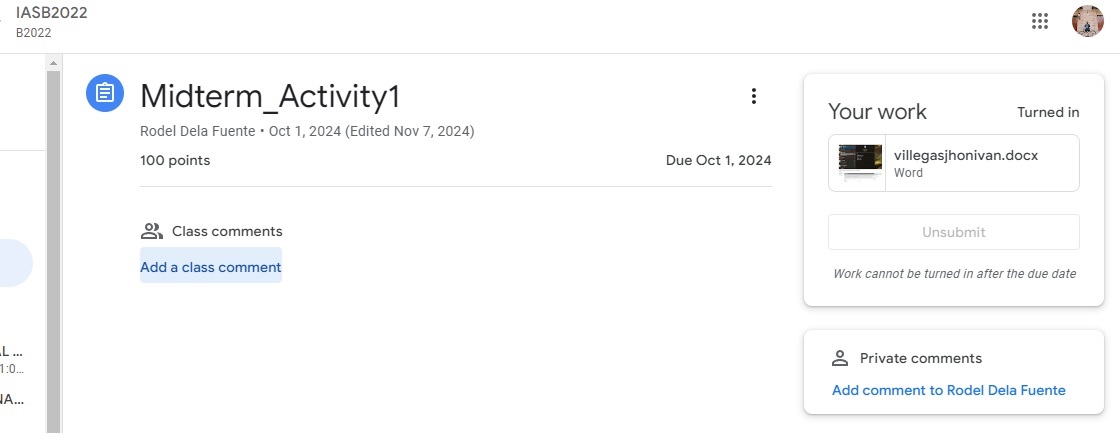 IASB2022
B2022
Midterm_Activity1
Rodel Dela Fuente • Oct 1, 2024 (Edited Nov 7, 2024)
100 points
Due Oct 1, 2024
Class comments
Add a class comment
Your work
Turned in
villegasjhonivan.docx
Word
Unsubmit
Work cannot be turned in after the due date
Private comments
Add comment to Rodel Dela Fuente
L ...
1:0...
NA...